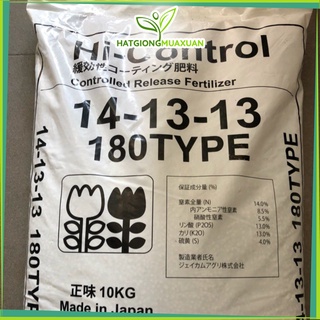 HATGIONGMUAXUAN
Hi-Control
緩効性コーティング肥料
Controlled Release Fertilizer
14-13-13
180TYPE
14-13-13 180TYPE
保証成分量 (%)
窒素全量 (N) 14.0%
内アンモニア性窒素 8.5%
硝酸性窒素 5.5%
リン酸 (P2O5) 13.0%
カリ(K2O) 13.0%
硫黄 (S) 4.0%
製造業者氏名
ジェイカムアグリ株式会社
正味 10KG
Made in Japan